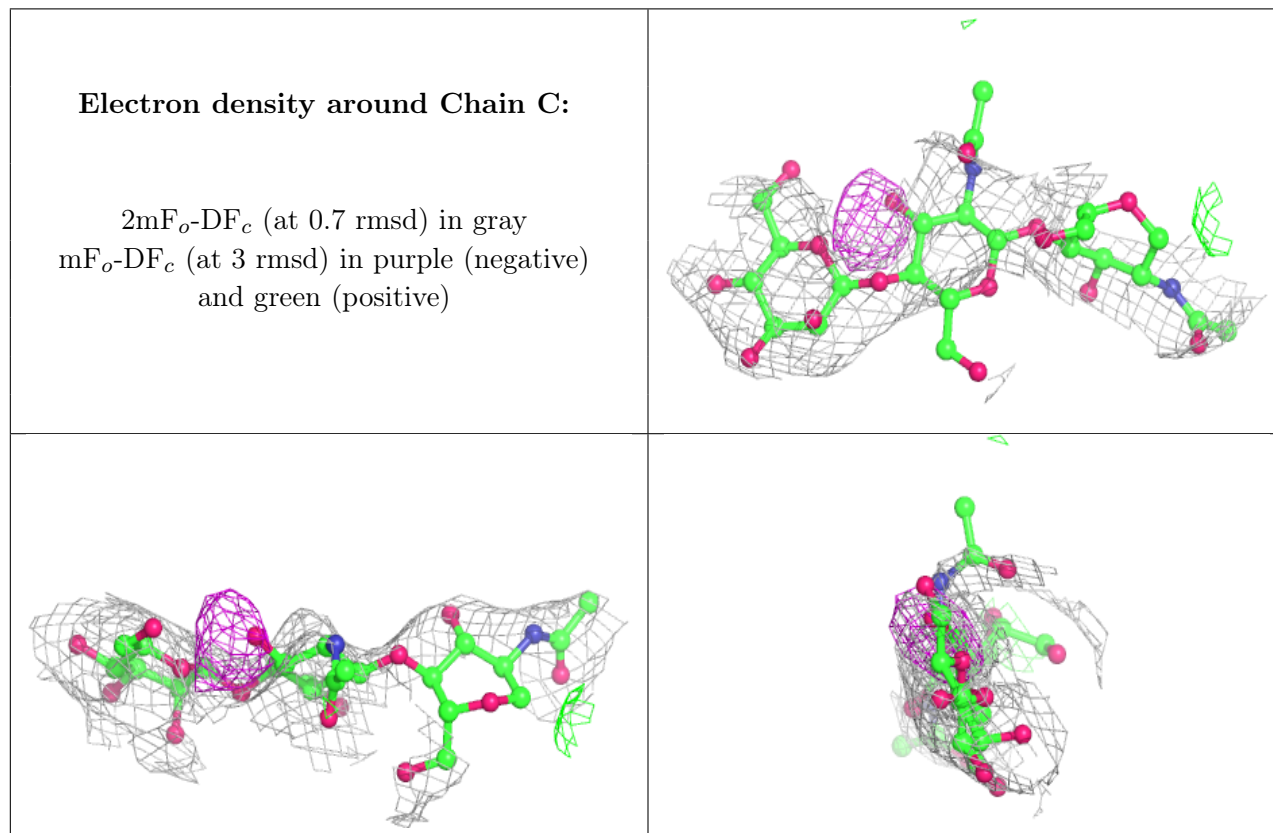 Electron density around Chain C:
2mFo-DFc (at 0.7 rmsd) in gray
mFo-DFc (at 3 rmsd) in purple (negative)
and green (positive)